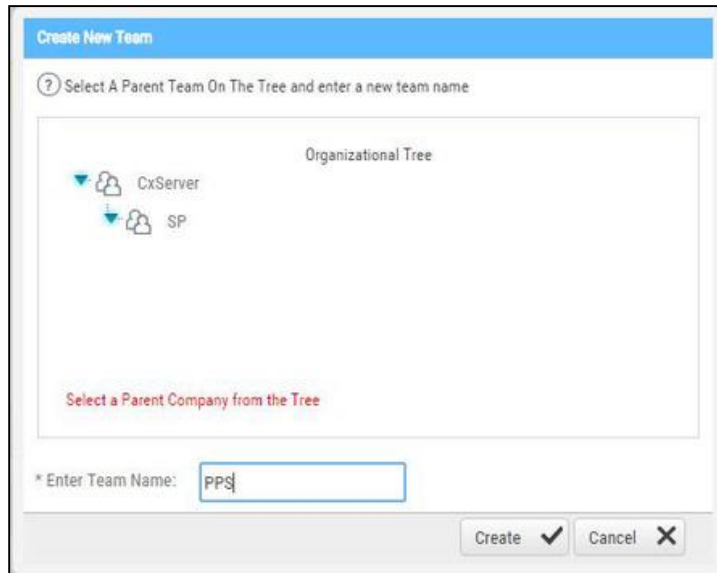 Create New Team
? Select A Parent Team On The Tree and enter a new team name
Organizational Tree
CxServer
SP
Select a Parent Company from the Tree
* Enter Team Name: PPS
Create Cancel